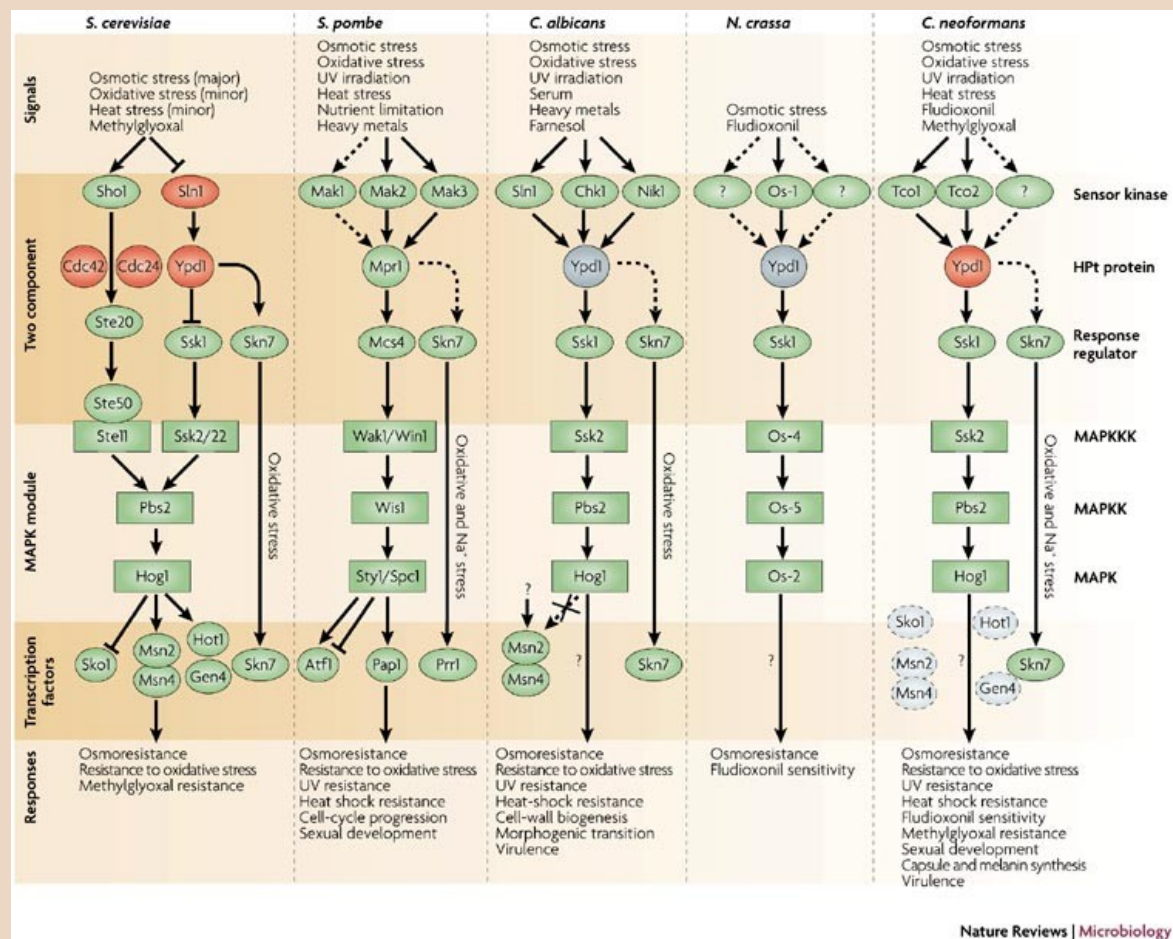 S. cerevisiae
S. pombe
C. albicans
N. crassa
C. neoformans
Signals
Osmotic stress (major)
Oxidative stress (minor)
Heat stress (minor)
Methylglyoxal
Osmotic stress
Oxidative stress
UV irradiation
Heat stress
Nutrient limitation
Heavy metals
Osmotic stress
Oxidative stress
UV irradiation
Serum
Heavy metals
Farnesol
Osmotic stress
Fludioxonil
Osmotic stress
Oxidative stress
UV irradiation
Heat stress
Fludioxonil
Methylglyoxal
Two component
Sho1
Sln1
Mak1
Mak2
Mak3
Sln1
Chk1
Nik1
?
Os-1
?
Tco1
Tco2
?
Sensor kinase
Cdc42
Cdc24
Ypd1
Mpr1
Ypd1
Ypd1
Ypd1
HPt protein
Ste20
Ssk1
Skn7
Mcs4
Skn7
Ssk1
Skn7
Ssk1
Ssk1
Skn7
Response
regulator
Ste50
MAPK module
Ste11
Ssk2/22
Wak1/Win1
Ssk2
Os-4
Ssk2
MAPKKK
Oxidative stress
Oxidative and Na+ stress
Oxidative stress
Oxidative and Na+ stress
Pbs2
Wis1
Pbs2
Os-5
Pbs2
MAPKK
Hog1
Sty1/Spc1
?
Hog1
Os-2
Hog1
MAPK
Transcription
factors
Sko1
Msn2
Msn4
Hot1
Gen4
Skn7
Atf1
Pap1
Prr1
Msn2
Msn4
?
Skn7
?
Sko1
Msn2
Msn4
?
Hot1
Gen4
Skn7
Responses
Osmoresistance
Resistance to oxidative stress
Methylglyoxal resistance
Osmoresistance
Resistance to oxidative stress
UV resistance
Heat shock resistance
Cell-cycle progression
Sexual development
Osmoresistance
Resistance to oxidative stress
UV resistance
Heat-shock resistance
Cell-wall biogenesis
Morphogenic transition
Virulence
Osmoresistance
Fludioxonil sensitivity
Osmoresistance
Resistance to oxidative stress
UV resistance
Heat shock resistance
Fludioxonil sensitivity
Methylglyoxal resistance
Sexual development
Capsule and melanin synthesis
Virulence
Nature Reviews | Microbiology